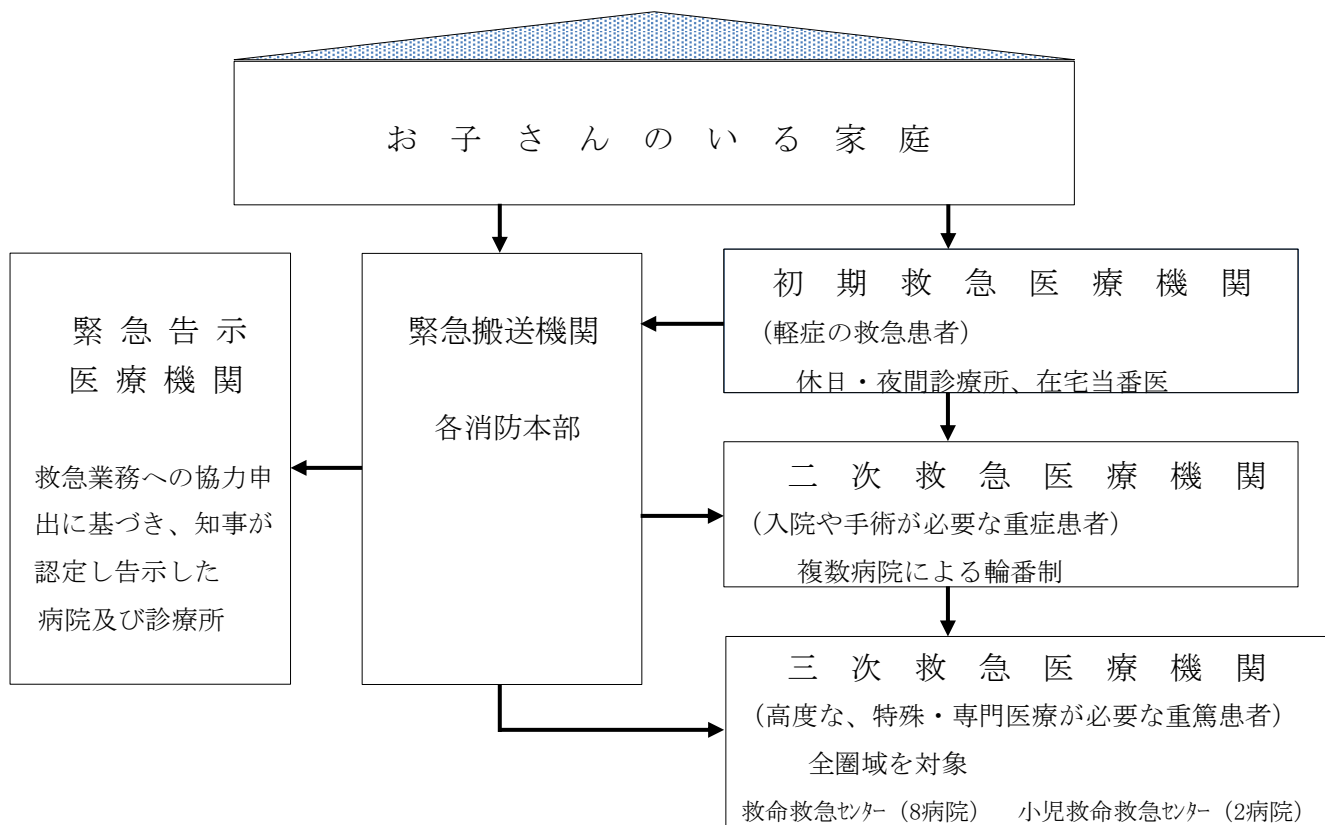 お子さんのいる家庭
緊急告示
医療機関
救急業務への協力申
出に基づき、知事が
認定し告示した
病院及び診療所
緊急搬送機関
各消防本部
初期救急医療機関
（軽症の救急患者）
休日・夜間診療所、在宅当番医
二次救急医療機関
（入院や手術が必要な重症患者）
複数病院による輪番制
三次救急医療機関
（高度な、特殊・専門医療が必要な重篤患者）
全圏域を対象
救命救急ｾﾝﾀｰ（8病院）　小児救命救急ｾﾝﾀｰ（2病院）